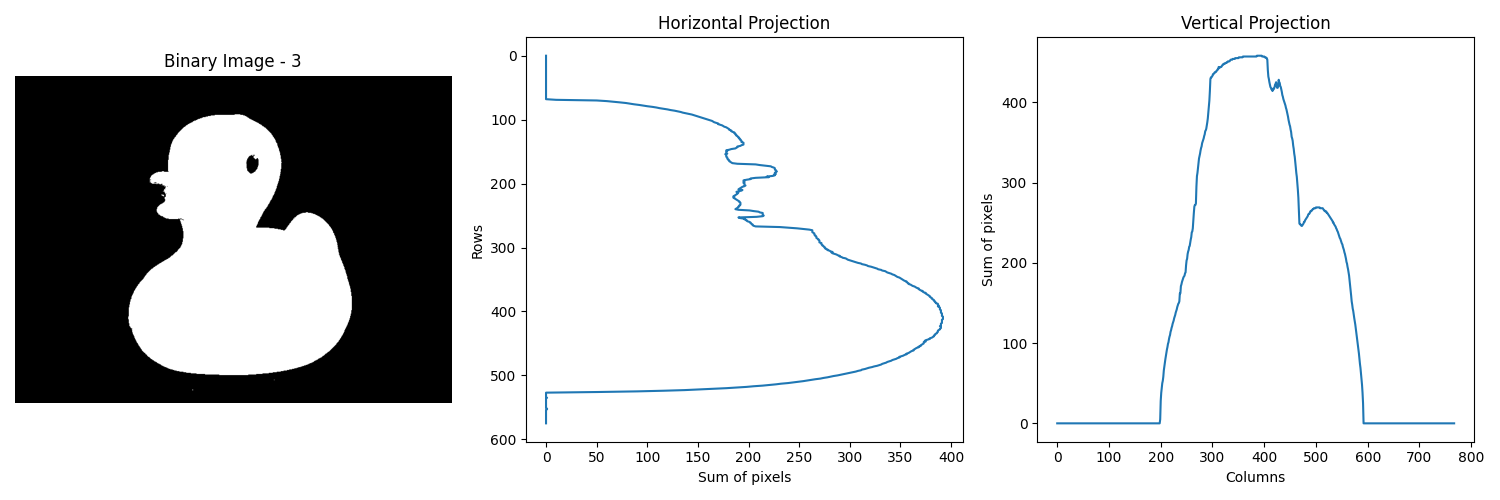 Binary Image - 3
Horizontal Projection
0
100
200
300
400
500
600
Rows
0 50 100 150 200 250 300 350 400
Sum of pixels
Vertical Projection
400
300
200
100
0
Sum of pixels
0 100 200 300 400 500 600 700 800
Columns